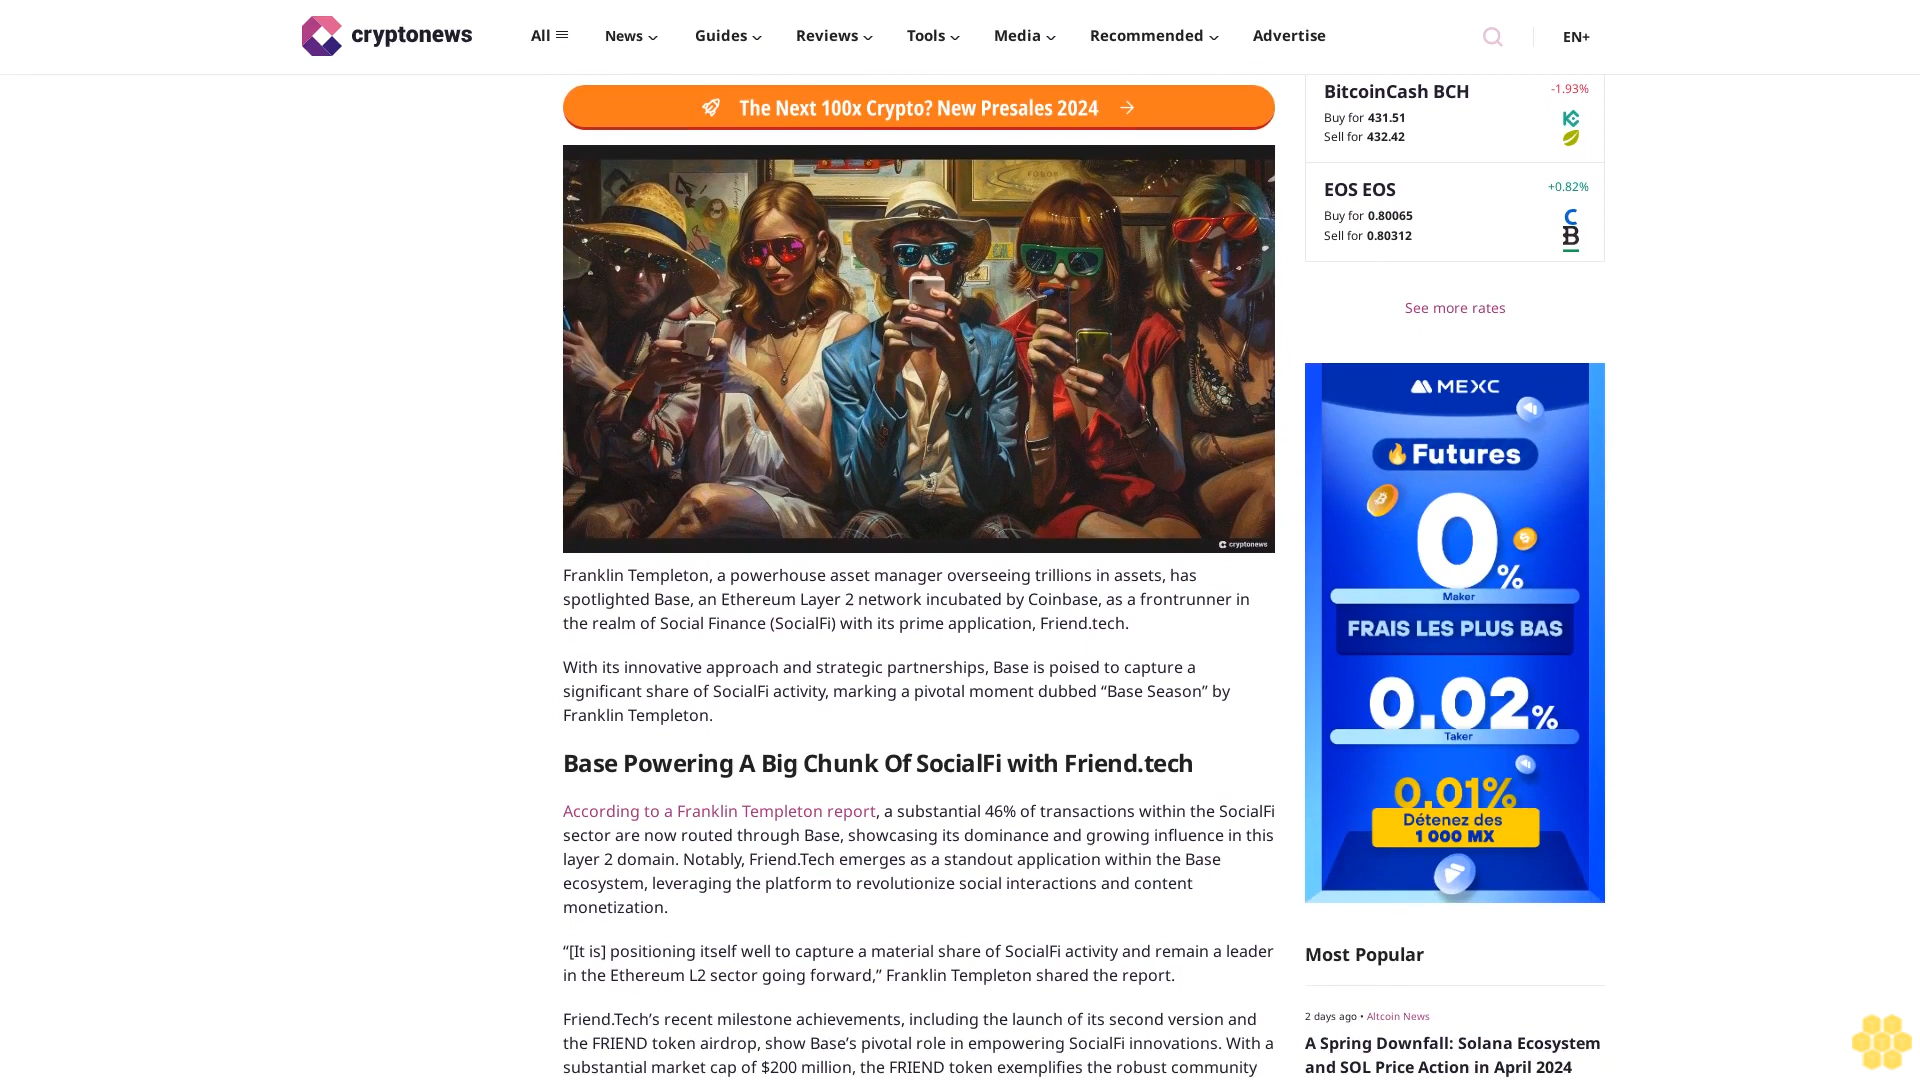 cryptonews
All
News
Guides
Reviews
Tools
Media
Recommended
Advertise
EN+
The Next 100x Crypto? New Presales 2024
cryptonews
Franklin Templeton, a powerhouse asset manager overseeing trillions in assets, has
spotlighted Base, an Ethereum Layer 2 network incubated by Coinbase, as a frontrunner in
the realm of Social Finance (SocialFi) with its prime application, Friend.tech.
With its innovative approach and strategic partnerships, Base is poised to capture a
significant share of SocialFi activity, marking a pivotal moment dubbed “Base Season” by
Franklin Templeton.
Base Powering A Big Chunk Of SocialFi with Friend.tech
According to a Franklin Templeton report, a substantial 46% of transactions within the SocialFi
sector are now routed through Base, showcasing its dominance and growing influence in this
layer 2 domain. Notably, Friend.Tech emerges as a standout application within the Base
ecosystem, leveraging the platform to revolutionize social interactions and content
monetization.
“[It is] positioning itself well to capture a material share of SocialFi activity and remain a leader
in the Ethereum L2 sector going forward,” Franklin Templeton shared the report.
Friend.Tech’s recent milestone achievements, including the launch of its second version and
the FRIEND token airdrop, show Base’s pivotal role in empowering SocialFi innovations. With a
substantial market cap of $200 million, the FRIEND token exemplifies the robust community
BitcoinCash BCH
-1.93%
Buy for 431.51
Sell for 432.42
EOS EOS
+0.82%
Buy for 0.80065
Sell for 0.80312
See more rates
MEXC
Futures
0%
Maker
FRAIS LES PLUS BAS
0.02%
Taker
0.01%
Détenez des
1 000 MX
Most Popular
2 days ago • Altcoin News
A Spring Downfall: Solana Ecosystem
and SOL Price Action in April 2024